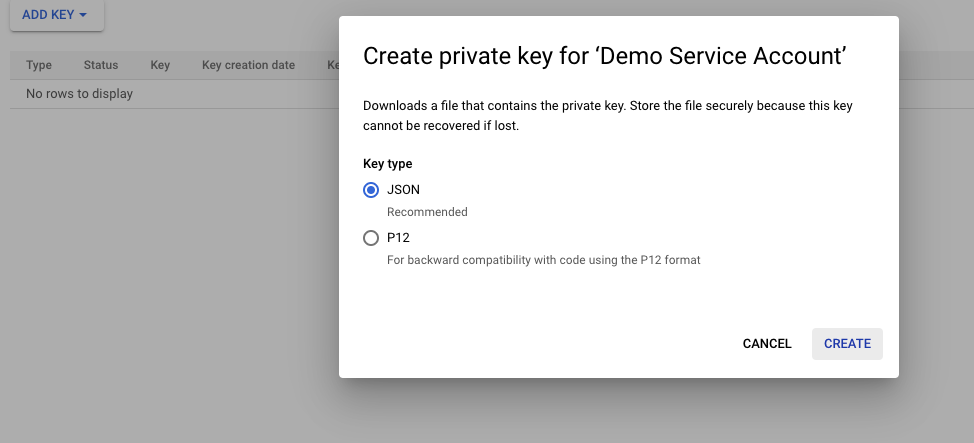 ADD KEY
Create private key for ‘Demo Service Account’
Type Status Key Key creation date
No rows to display
Downloads a file that contains the private key. Store the file securely because this key
cannot be recovered if lost.
Key type
JSON
Recommended
P12
For backward compatibility with code using the P12 format
CANCEL CREATE